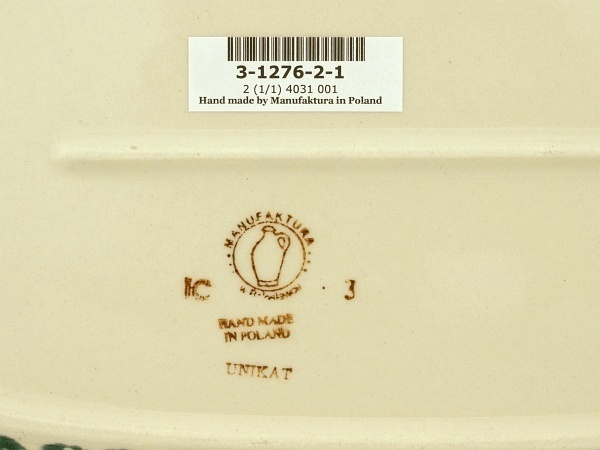 3-1276-2-1
2 (1/1) 4031 001
Hand made by Manufaktura in Poland
MANUFAKTURA
IC
3
HAND MADE
IN POLAND
UNIKAT